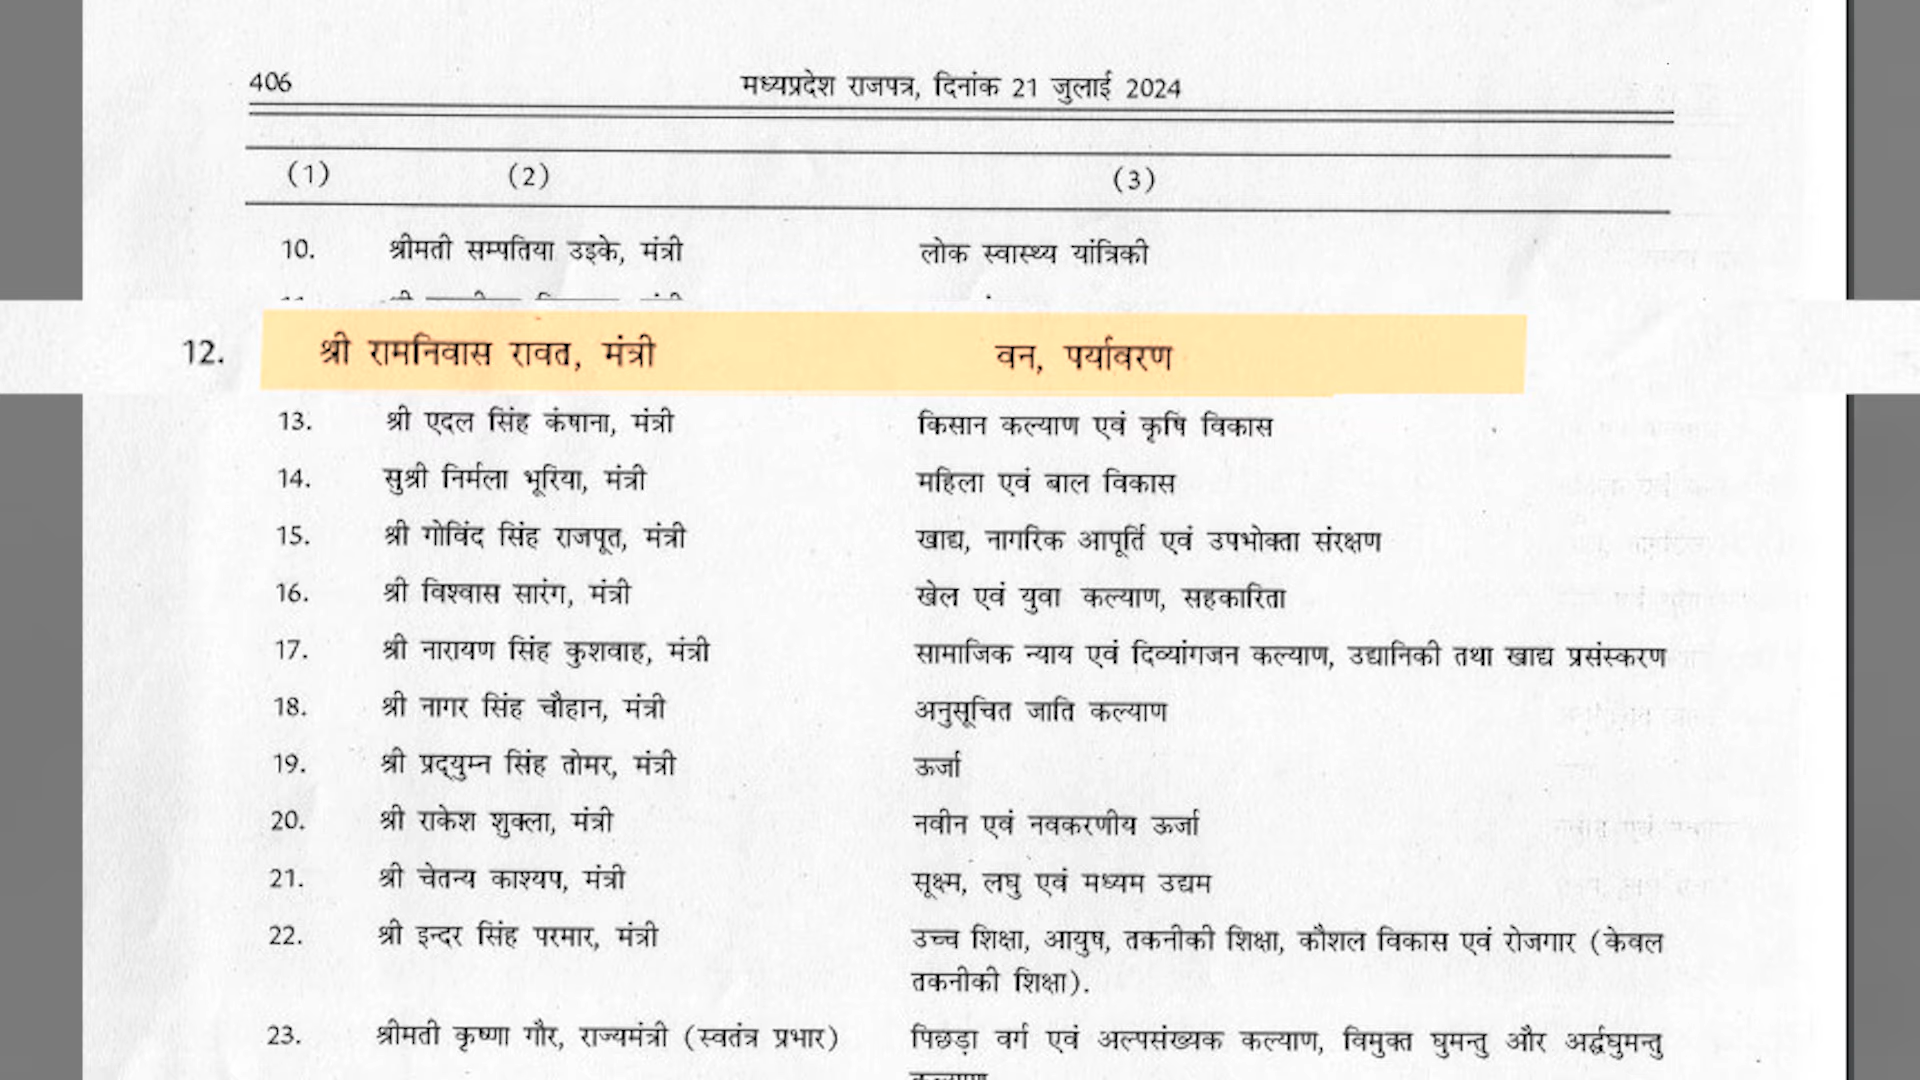 406 मध्यप्रदेश राजपत्र, दिनांक 21 जुलाई 2024
(1) (2) (3)
10. श्रीमती सम्पतिया उइके, मंत्री लोक स्वास्थ्य यांत्रिकी
12. श्री रामनिवास रावत, मंत्री वन, पर्यावरण
13. श्री एदल सिंह कंषाना, मंत्री किसान कल्याण एवं कृषि विकास
14. सुश्री निर्मला भूरिया, मंत्री महिला एवं बाल विकास
15. श्री गोविंद सिंह राजपूत, मंत्री खाद्य, नागरिक आपूर्ति एवं उपभोक्ता संरक्षण
16. श्री विश्वास सारंग, मंत्री खेल एवं युवा कल्याण, सहकारिता
17. श्री नारायण सिंह कुशवाह, मंत्री सामाजिक न्याय एवं दिव्यांगजन कल्याण, उद्यानिकी तथा खाद्य प्रसंस्करण
18. श्री नागर सिंह चौहान, मंत्री अनुसूचित जाति कल्याण
19. श्री प्रद्युम्न सिंह तोमर, मंत्री ऊर्जा
20. श्री राकेश शुक्ला, मंत्री नवीन एवं नवकरणीय ऊर्जा
21. श्री चेतन्य काश्यप, मंत्री सूक्ष्म, लघु एवं मध्यम उद्यम
22. श्री इन्दर सिंह परमार, मंत्री उच्च शिक्षा, आयुष, तकनीकी शिक्षा, कौशल विकास एवं रोजगार (केवल
तकनीकी शिक्षा).
23. श्रीमती कृष्णा गौर, राज्यमंत्री (स्वतंत्र प्रभार) पिछड़ा वर्ग एवं अल्पसंख्यक कल्याण, विमुक्त घुमन्तु और अर्द्धघुमन्तु